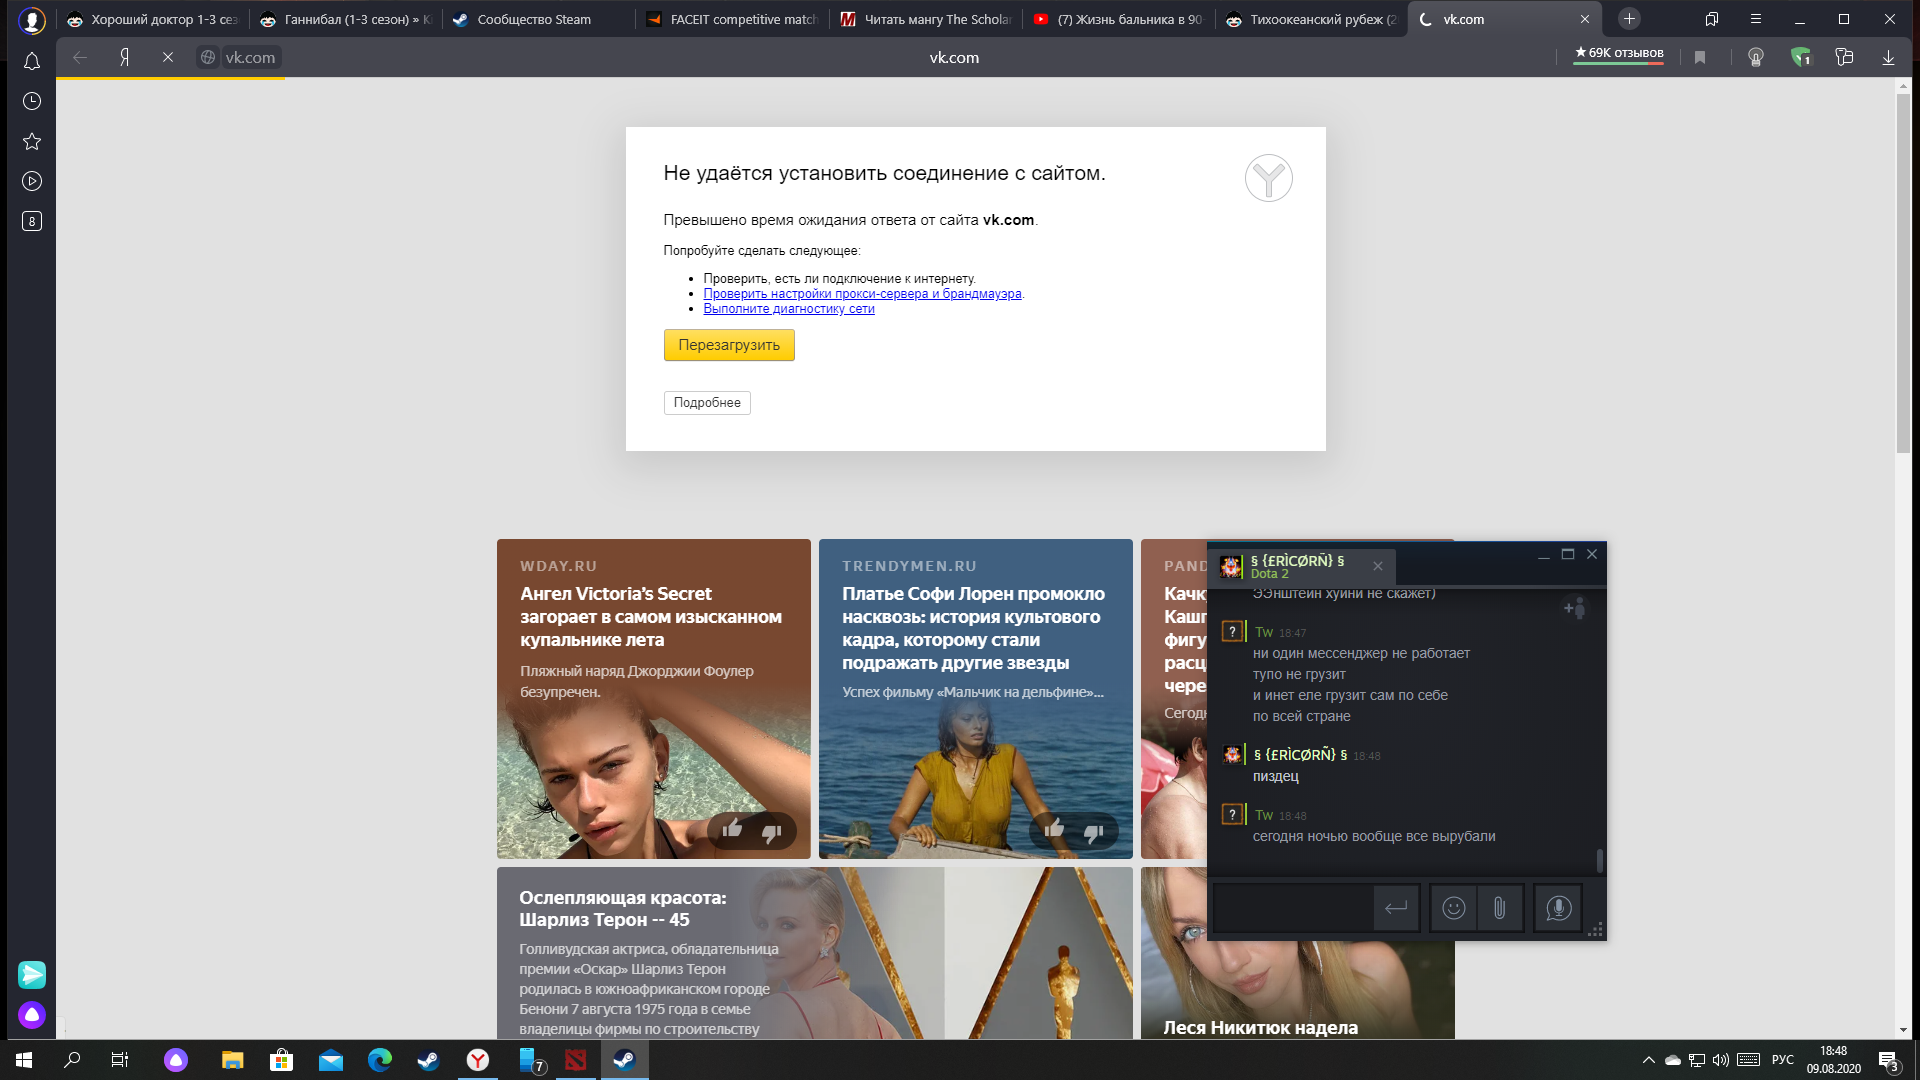 Хороший доктор 1-3 сез
Ганнибал (1-3 сезон) » К
Сообщество Steam
FACEIT competitive match
Читать мангу The Scholar
(7) Жизнь бальника в 90
Тихоокеанский рубеж (2
vk.com
Я
vk.com
vk.com
★ 69K отзывов
1
8
Не удаётся установить соединение с сайтом.
Превышено время ожидания ответа от сайта vk.com.
Попробуйте сделать следующее:
Проверить, есть ли подключение к интернету.
Проверить настройки прокси-сервера и брандмауэра.
Выполните диагностику сети
Перезагрузить
Подробнее
WDAY.RU
Ангел Victoria's Secret
загорает в самом изысканном
купальнике лета
Пляжный наряд Джорджии Фоулер
безупречен.
TRENDYMEN.RU
Платье Софи Лорен промокло
насквозь: история культового
кадра, которому стали
подражать другие звезды
Успех фильму «Мальчик на дельфине»...
PAND
Качк
Кашп
фигу
расц
чере
Сегодн
§ {£RÌCØRÑ} §
Dota 2
ЭЭнштейн хуйни не скажет)
Tw 18:47
ни один мессенджер не работает
тупо не грузит
и инет еле грузит сам по себе
по всей стране
§ {£RÌCØRÑ} § 18:48
пиздец
Tw 18:48
сегодня ночью вообще все вырубали
Ослепляющая красота:
Шарлиз Терон -- 45
Голливудская актриса, обладательница
премии «Оскар» Шарлиз Терон
родилась в южноафриканском городе
Бенони 7 августа 1975 года в семье
владелицы фирмы по строительству
Леся Никитюк надела
7
РУС
18:48
09.08.2020
3